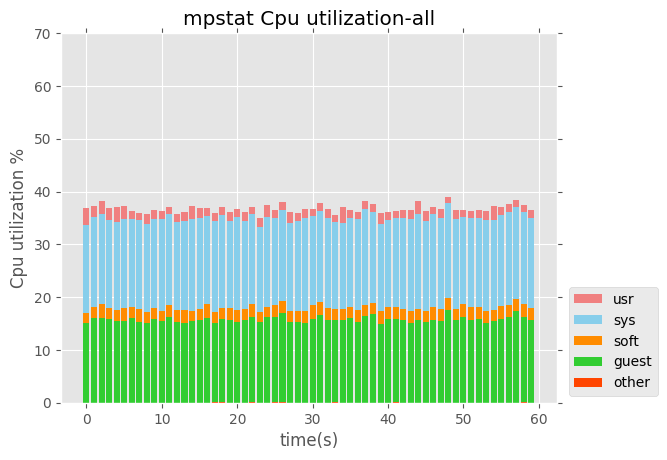 mpstat Cpu utilization-all
Cpu utilization %
70
60
50
40
30
20
10
0
0 10 20 30 40 50 60
time(s)
usr
sys
soft
guest
other